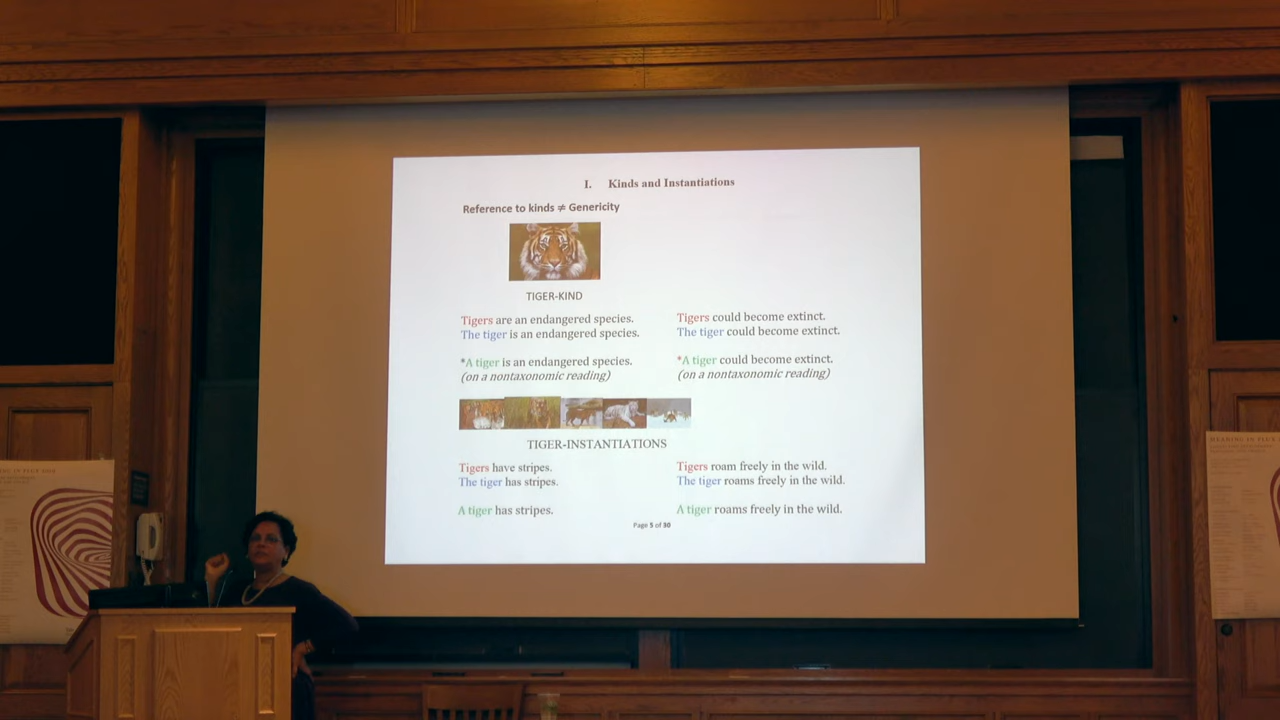 I. Kinds and Instantiations
Reference to kinds ≠ Genericity
TIGER-KIND
Tigers are an endangered species.
The tiger is an endangered species.
*A tiger is an endangered species.
(on a nontaxonomic reading)
Tigers could become extinct.
The tiger could become extinct.
*A tiger could become extinct.
(on a nontaxonomic reading)
TIGER-INSTANTIATIONS
Tigers have stripes.
The tiger has stripes.
A tiger has stripes.
Tigers roam freely in the wild.
The tiger roams freely in the wild.
A tiger roams freely in the wild.
Page 5 of 30
MEANING IN FLUX